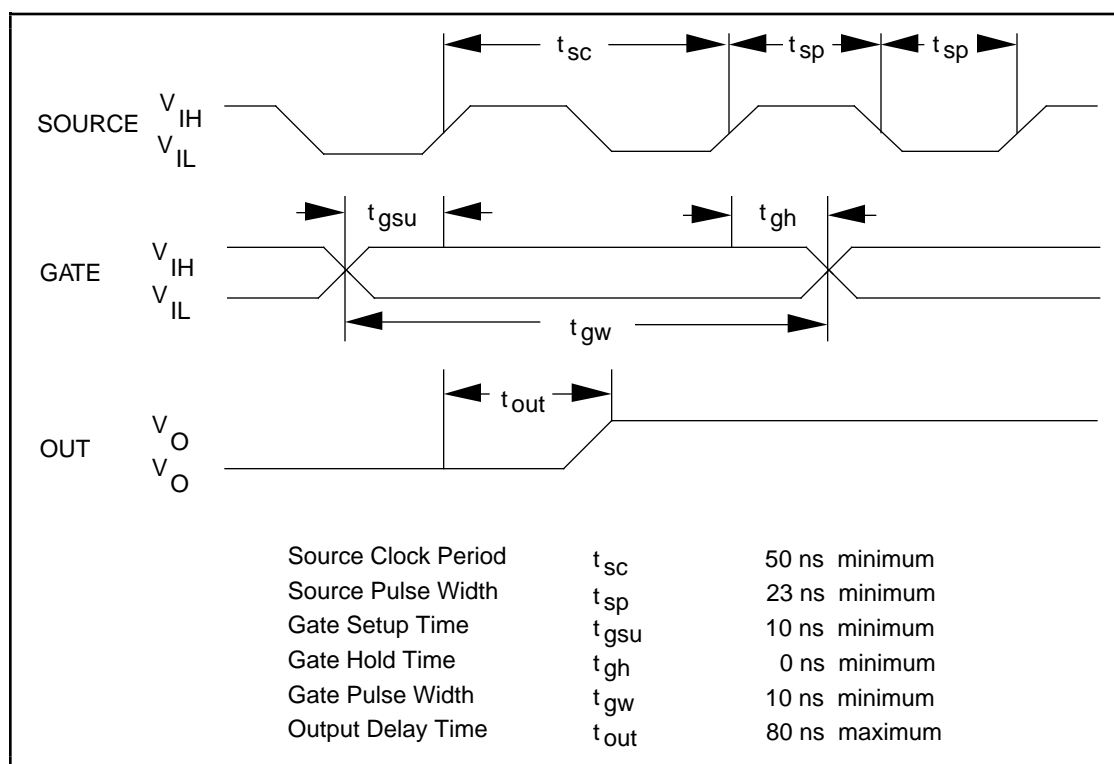 t sc t sp t sp
SOURCE V IH
V IL
t gsu t gh
GATE V IH
V IL
t gw
t out
OUT V O
V O
Source Clock Period t sc 50 ns minimum
Source Pulse Width t sp 23 ns minimum
Gate Setup Time t gsu 10 ns minimum
Gate Hold Time t gh 0 ns minimum
Gate Pulse Width t gw 10 ns minimum
Output Delay Time t out 80 ns maximum